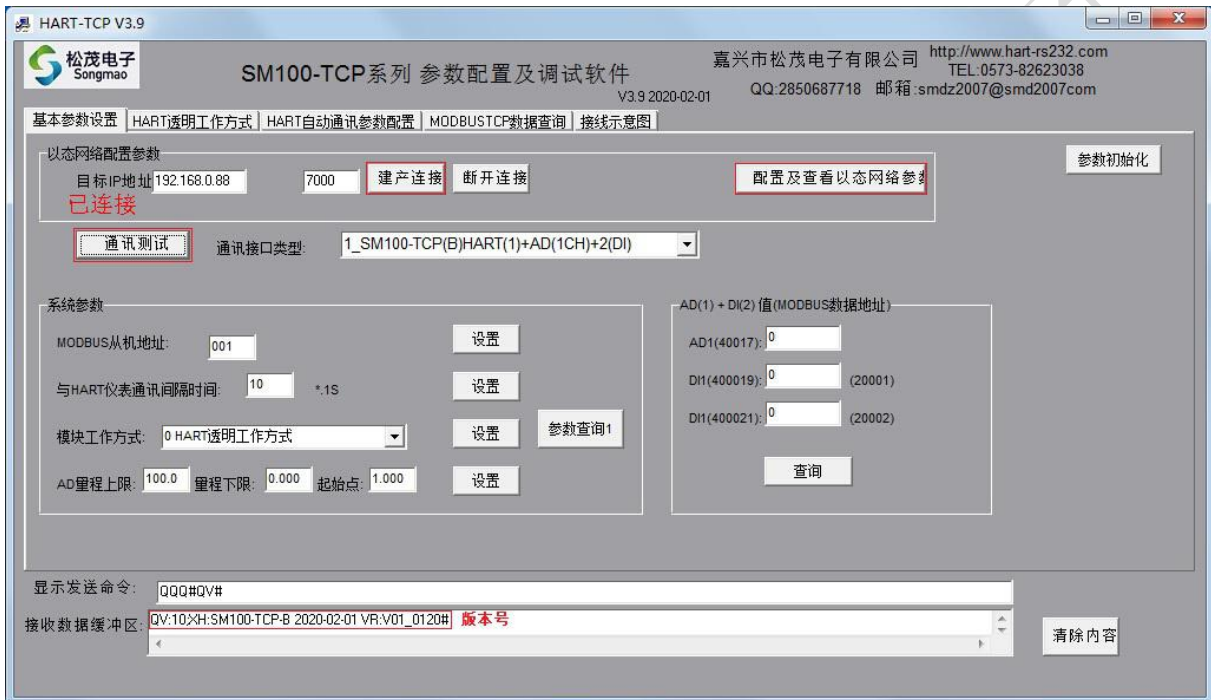 HART-TCP V3.9
松茂电子
Songmao
SM100-TCP系列 参数配置及调试软件
V3.9 2020-02-01
嘉兴市松茂电子有限公司 http://www.hart-rs232.com
TEL:0573-82623038
QQ:2850687718 邮箱:smdz2007@smd2007com
基本参数设置 HART透明工作方式 HART自动通讯参数配置 MODBUSTCP数据查询 接线示意图
以态网络配置参数
参数初始化
目标IP地址 192.168.0.88 7000 建产连接 断开连接 配置及查看以态网络参
已连接
通讯测试 通讯接口类型: 1_SM100-TCP(B)HART(1)+AD(1CH)+2(DI)
系统参数
MODBUS从机地址: 001 设置
与HART仪表通讯间隔时间: 10 *.1S 设置
模块工作方式: 0 HART透明工作方式 设置 参数查询1
AD量程上限: 100.0 量程下限: 0.000 起始点: 1.000 设置
AD(1) + DI(2) 值(MODBUS数据地址)
AD1(40017): 0
DI1(400019): 0 (20001)
DI1(400021): 0 (20002)
查询
显示发送命令: QQQ#QV#
接收数据缓冲区: QV:10;XH:SM100-TCP-B 2020-02-01 VR:V01_0120# 版本号
清除内容